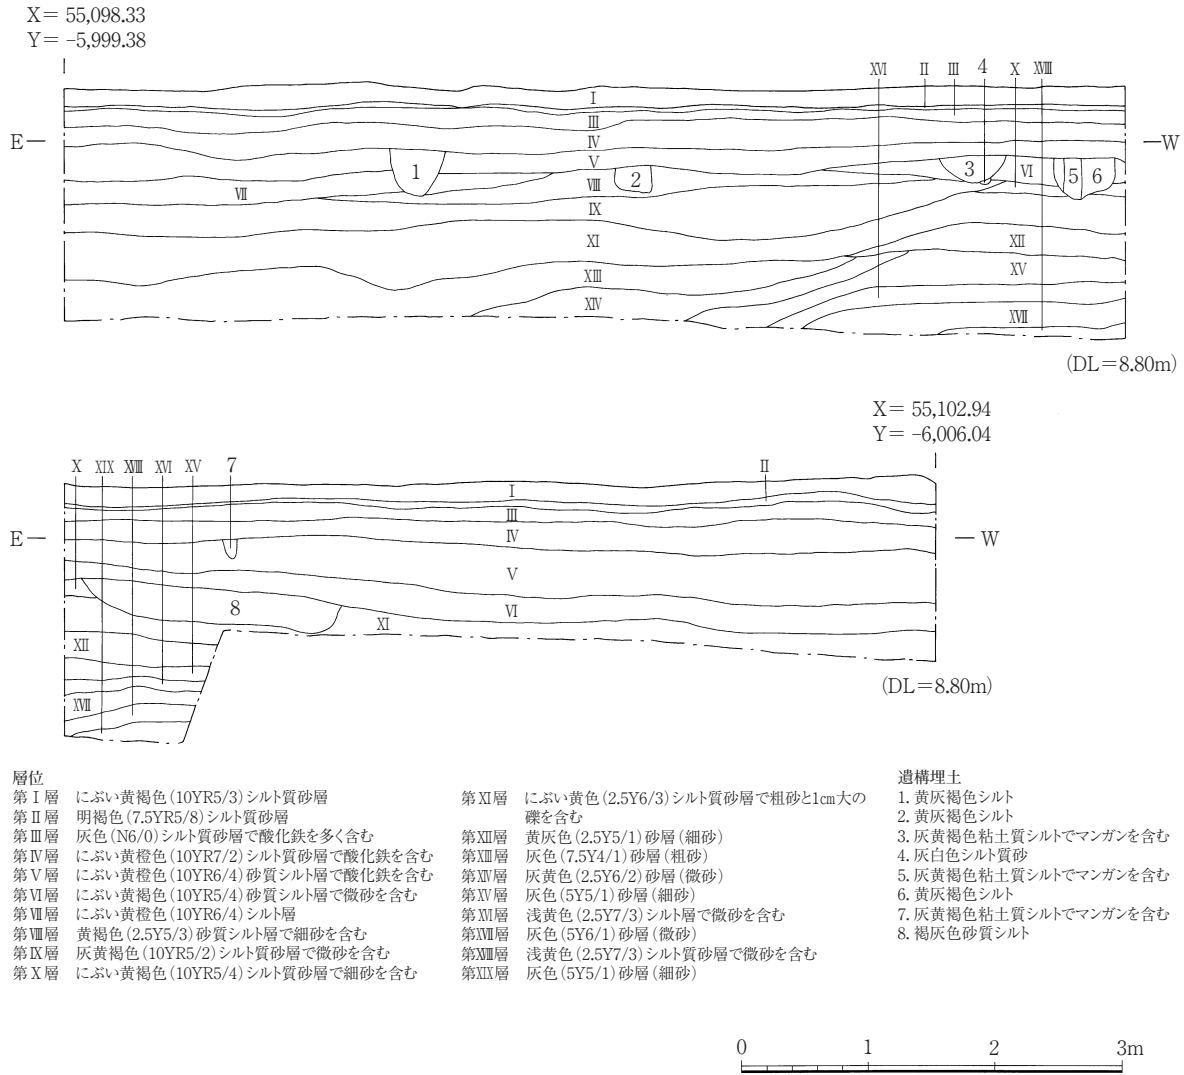 X= 55,098.33
Y= -5,999.38
XVI II III 4 X XVIII
I
III
E— IV —W
V
1 2 3 VI 5 6
VII VIII
IX
XI XII
XIII XV
XIV XVII
(DL=8.80m)
X= 55,102.94
Y= -6,006.04
X XIX XVIII XVI XV 7 II
I
III
E— IV —W
V
8 VI
XI
XII
(DL=8.80m)
XVII
層位
第Ⅰ層 にぶい黄褐色(10YR5/3)シルト質砂層
第Ⅱ層 明褐色(7.5YR5/8)シルト質砂層
第Ⅲ層 灰色(N6/0)シルト質砂層で酸化鉄を多く含む
第Ⅳ層 にぶい黄橙色(10YR7/2)シルト質砂層で酸化鉄を含む
第Ⅴ層 にぶい黄橙色(10YR6/4)砂質シルト層で酸化鉄を含む
第Ⅵ層 にぶい黄褐色(10YR5/4)シルト質砂層で微砂を含む
第Ⅶ層 にぶい黄橙色(10YR6/4)シルト層
第Ⅷ層 黄褐色(2.5Y5/3)砂質シルト層で細砂を含む
第Ⅸ層 灰黄褐色(10YR5/2)シルト質砂層で微砂を含む
第Ⅹ層 にぶい黄褐色(10YR5/4)シルト質砂層で細砂を含む
第XI層 にぶい黄色(2.5Y6/3)シルト質砂層で粗砂と1㎝大の
礫を含む
第XII層 黄灰色(2.5Y5/1)砂層(細砂)
第XIII層 灰色(7.5Y4/1)砂層(粗砂)
第XIV層 灰黄色(2.5Y6/2)砂層(微砂)
第XV層 灰色(5Y5/1)砂層(細砂)
第XVI層 浅黄色(2.5Y7/3)シルト層で微砂を含む
第XVII層 灰色(5Y6/1)砂層(微砂)
第XVIII層 浅黄色(2.5Y7/3)シルト質砂層で微砂を含む
第XIX層 灰色(5Y5/1)砂層(細砂)
遺構埋土
1. 黄灰褐色シルト
2. 黄灰褐色シルト
3. 灰黄褐色粘土質シルトでマンガンを含む
4. 灰白色シルト質砂
5. 灰黄褐色粘土質シルトでマンガンを含む
6. 黄灰褐色シルト
7. 灰黄褐色粘土質シルトでマンガンを含む
8. 褐灰色砂質シルト
0 1 2 3m